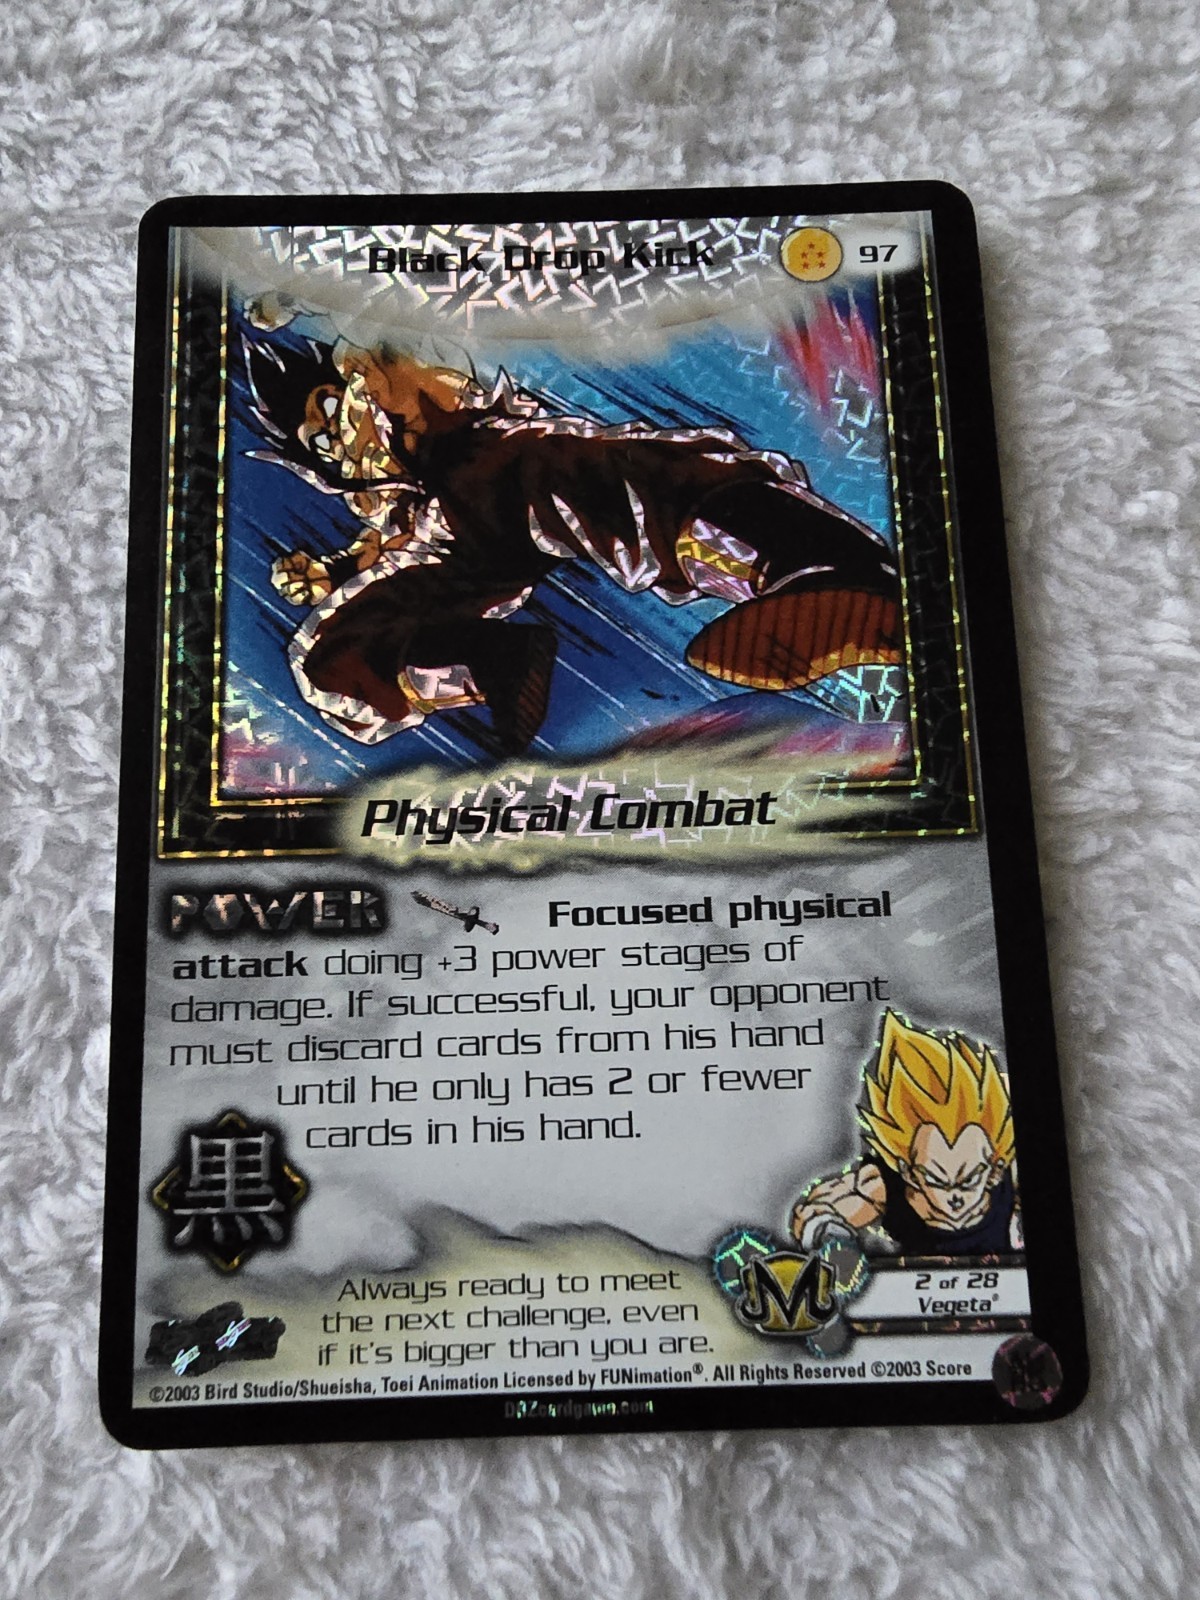 Black Drop Kick 97
Physical Combat
POWER Focused physical
attack doing +3 power stages of
damage. If successful, your opponent
must discard cards from his hand
until he only has 2 or fewer
cards in his hand.
黒
Always ready to meet
the next challenge, even
if it's bigger than you are.
M
2 of 28
Vegeta®
©2003 Bird Studio/Shueisha, Toei Animation Licensed by FUNimation®. All Rights Reserved ©2003 Score
DBZcardgame.com